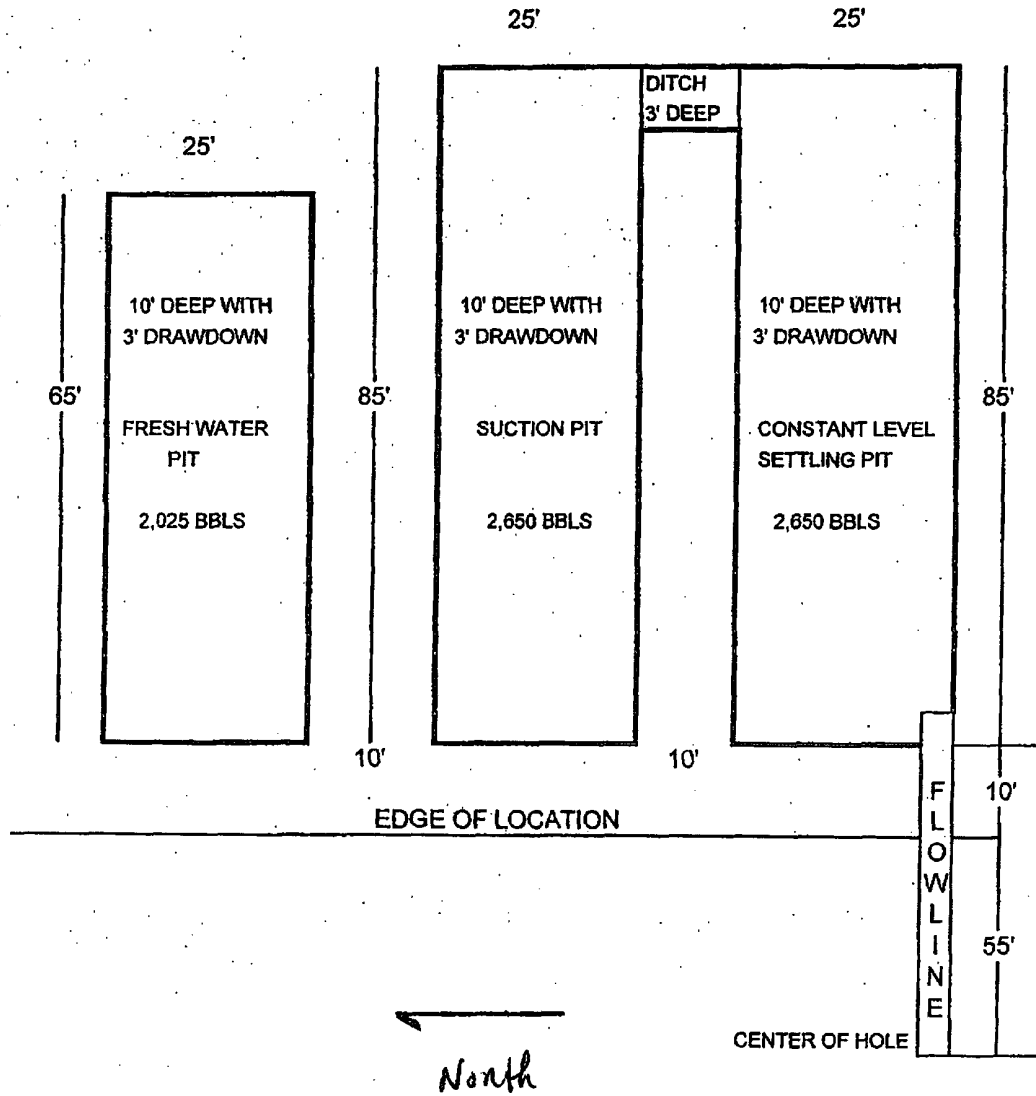 25'
25'
DITCH
3' DEEP
25'
10' DEEP WITH
3' DRAWDOWN
10' DEEP WITH
3' DRAWDOWN
10' DEEP WITH
3' DRAWDOWN
65'
85'
85'
FRESH WATER
PIT
SUCTION PIT
CONSTANT LEVEL
SETTLING PIT
2,025 BBLS
2,650 BBLS
2,650 BBLS
10'
10'
10'
EDGE OF LOCATION
FLOWLINE
55'
CENTER OF HOLE
North